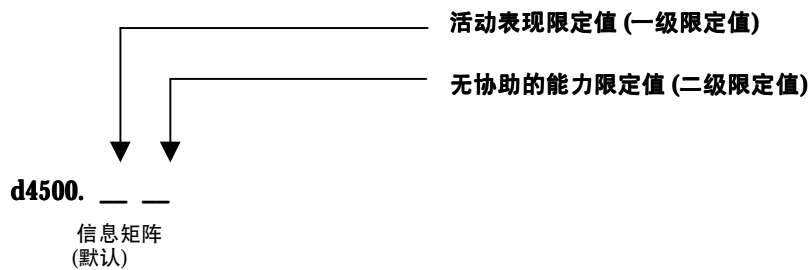 活动表现限定值 (一级限定值)
无协助的能力限定值 (二级限定值)
d4500. __ __
信息矩阵
(默认)